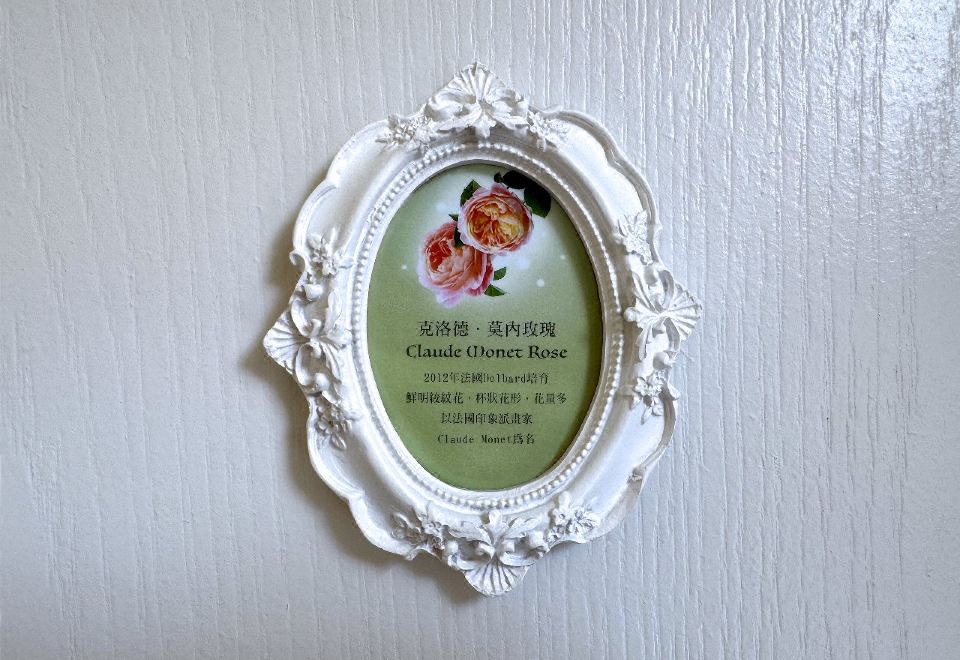 克洛德·莫內玫瑰
Claude Monet Rose
2012年法國Delbard培育
鮮明綾紋花，杯狀花形，花量多
以法國印象派畫家
Claude Monet爲名